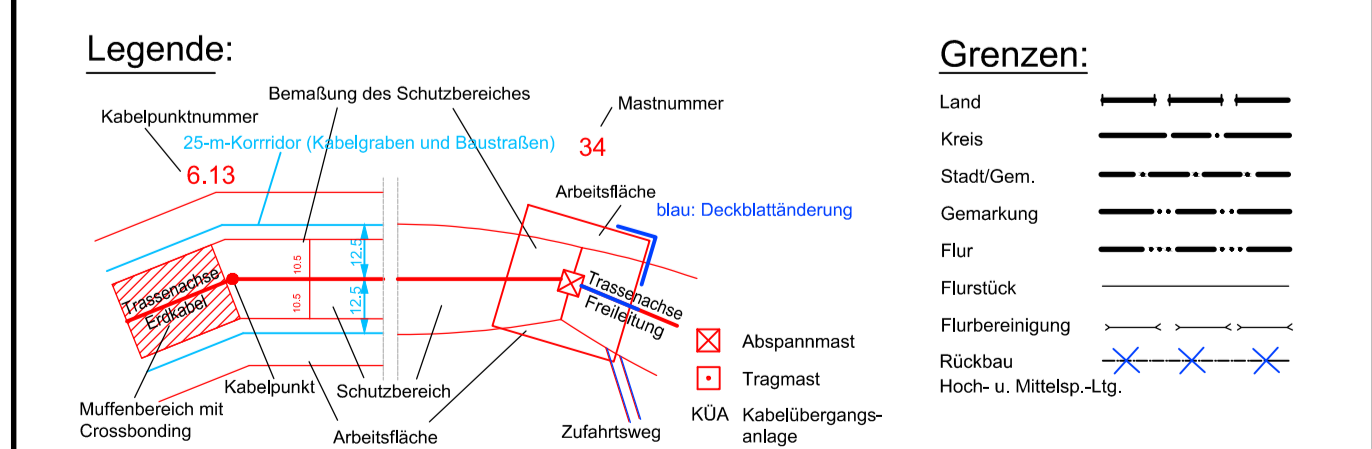 Legende:
Bemaßung des Schutzbereiches
Mastnummer
Kabelpunktnummer
25-m-Korrridor (Kabelgraben und Baustraßen)
34
6.13
Arbeitsfläche
blau: Deckblattänderung
10.5
12.5
10.5
12.5
Trassenachse
Erdkabel
Trassenachse
Freileitung
Abspannmast
Tragmast
KÜA Kabelübergangs-
anlage
Kabelpunkt
Schutzbereich
Muffenbereich mit
Crossbonding
Arbeitsfläche
Zufahrtsweg
Grenzen:
Land
Kreis
Stadt/Gem.
Gemarkung
Flur
Flurstück
Flurbereinigung
Rückbau
Hoch- u. Mittelsp.-Ltg.